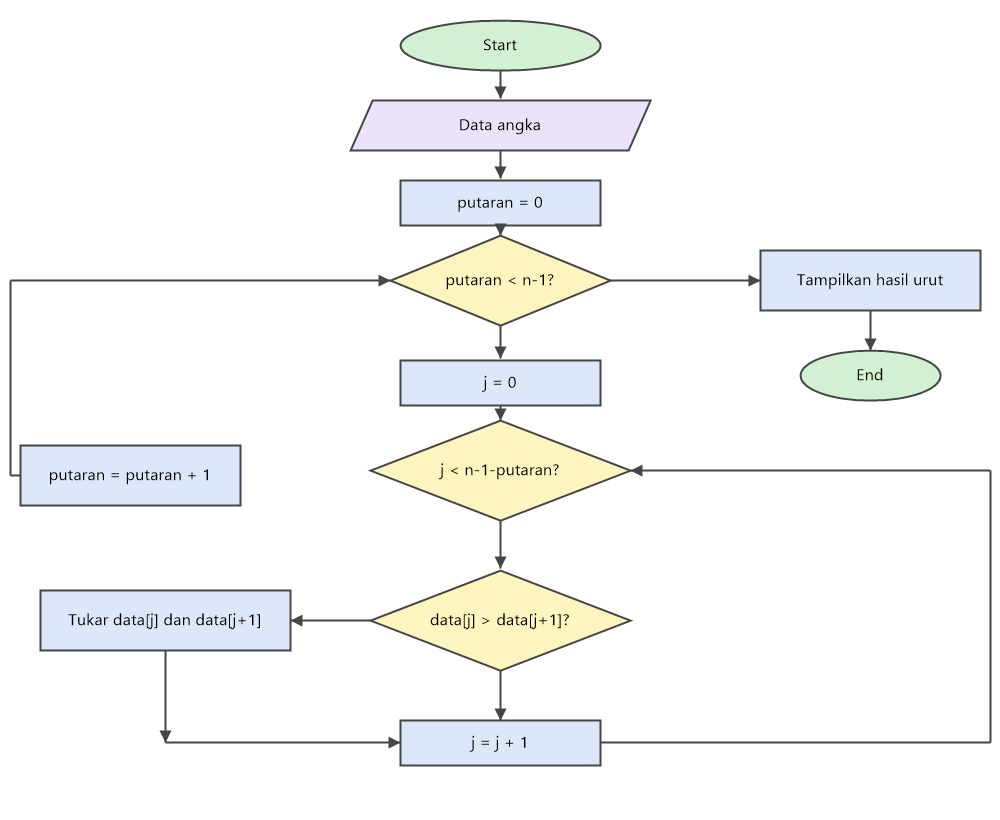 Start
Data angka
putaran = 0
putaran < n-1?
Tampilkan hasil urut
j = 0
End
j < n-1-putaran?
putaran = putaran + 1
data[j] > data[j+1]?
Tukar data[j] dan data[j+1]
j = j + 1